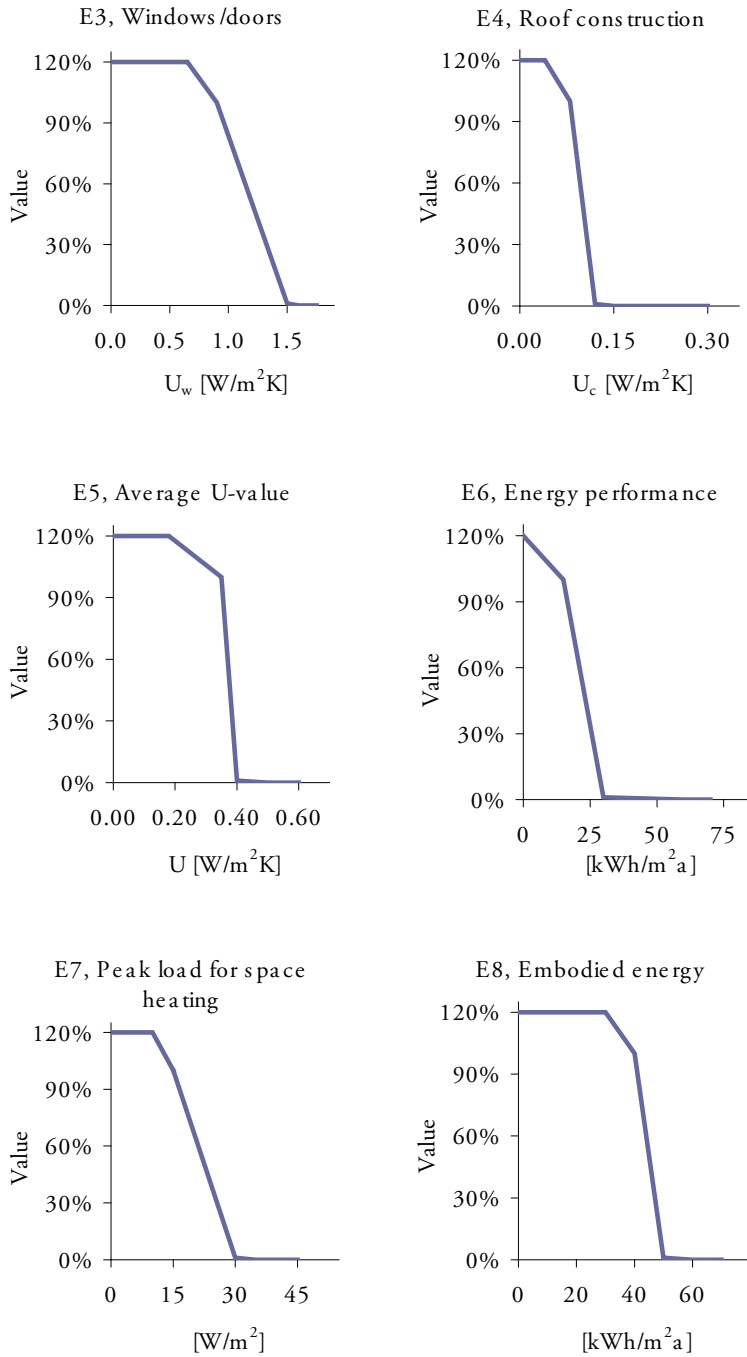 E3, Windows/doors
120%
90%
60%
30%
0%
Value
0.0 0.5 1.0 1.5
U_w [W/m²K]
E4, Roof construction
120%
90%
60%
30%
0%
Value
0.00 0.15 0.30
U_c [W/m²K]
E5, Average U-value
120%
90%
60%
30%
0%
Value
0.00 0.20 0.40 0.60
U [W/m²K]
E6, Energy performance
120%
90%
60%
30%
0%
Value
0 25 50 75
[kWh/m²a]
E7, Peak load for space
heating
120%
90%
60%
30%
0%
Value
0 15 30 45
[W/m²]
E8, Embodied energy
120%
90%
60%
30%
0%
Value
0 20 40 60
[kWh/m²a]